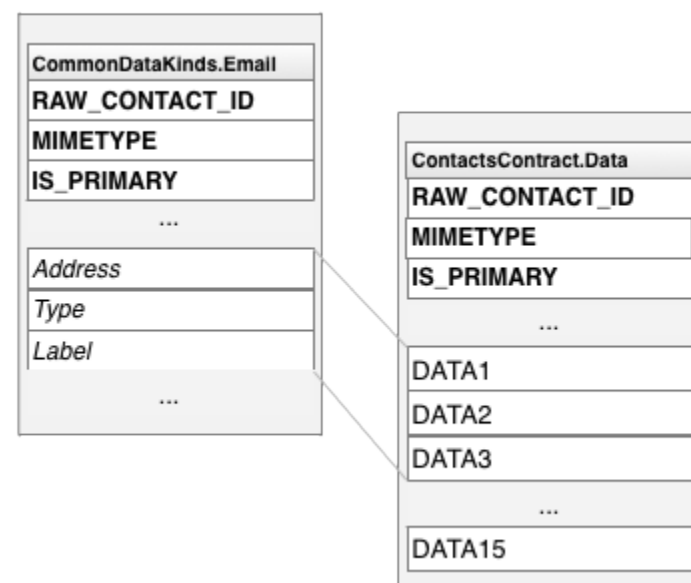 CommonDataKinds.Email
RAW_CONTACT_ID
MIMETYPE
IS_PRIMARY
...
Address
Type
Label
...
ContactsContract.Data
RAW_CONTACT_ID
MIMETYPE
IS_PRIMARY
...
DATA1
DATA2
DATA3
...
DATA15